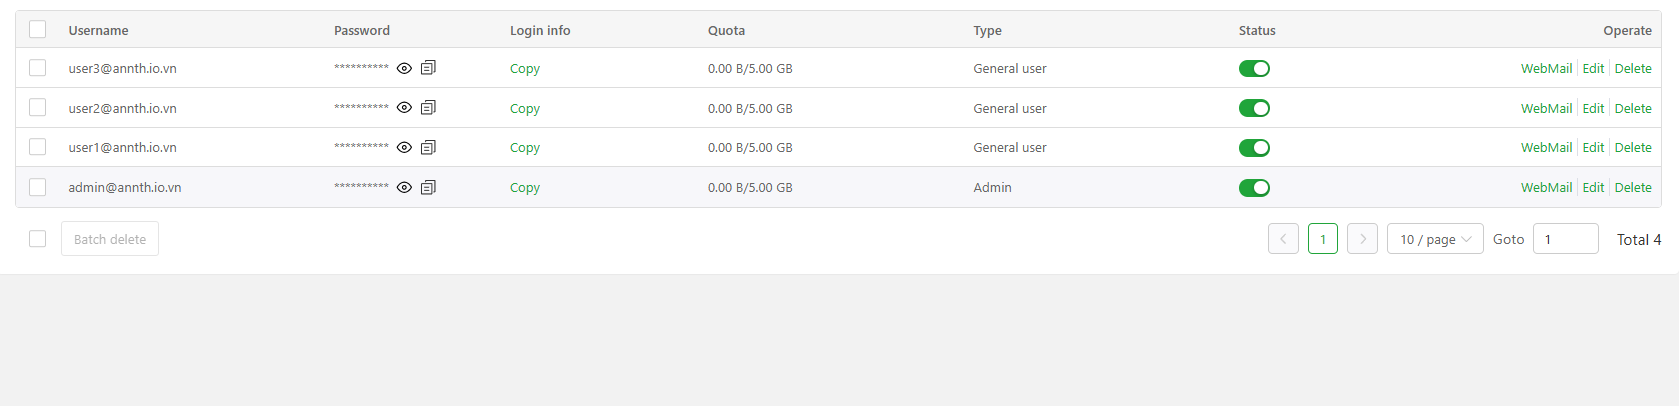 Username Password Login info Quota Type Status Operate
user3@annth.io.vn ********** Copy 0.00 B/5.00 GB General user WebMail Edit Delete
user2@annth.io.vn ********** Copy 0.00 B/5.00 GB General user WebMail Edit Delete
user1@annth.io.vn ********** Copy 0.00 B/5.00 GB General user WebMail Edit Delete
admin@annth.io.vn ********** Copy 0.00 B/5.00 GB Admin WebMail Edit Delete
Batch delete 1 10 / page Goto 1 Total 4